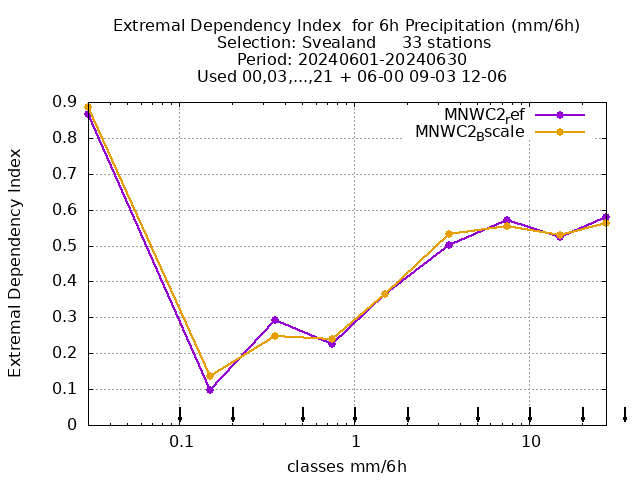 Extremal Dependency Index  for 6h Precipitation (mm/6h)
Selection: Svealand     33 stations
Period: 20240601-20240630
Used 00,03,...,21 + 06-00 09-03 12-06
MNWC2ref
MNWC2Bscale
Extremal Dependency Index
0.9
0.8
0.7
0.6
0.5
0.4
0.3
0.2
0.1
0
0.1 1 10
classes mm/6h